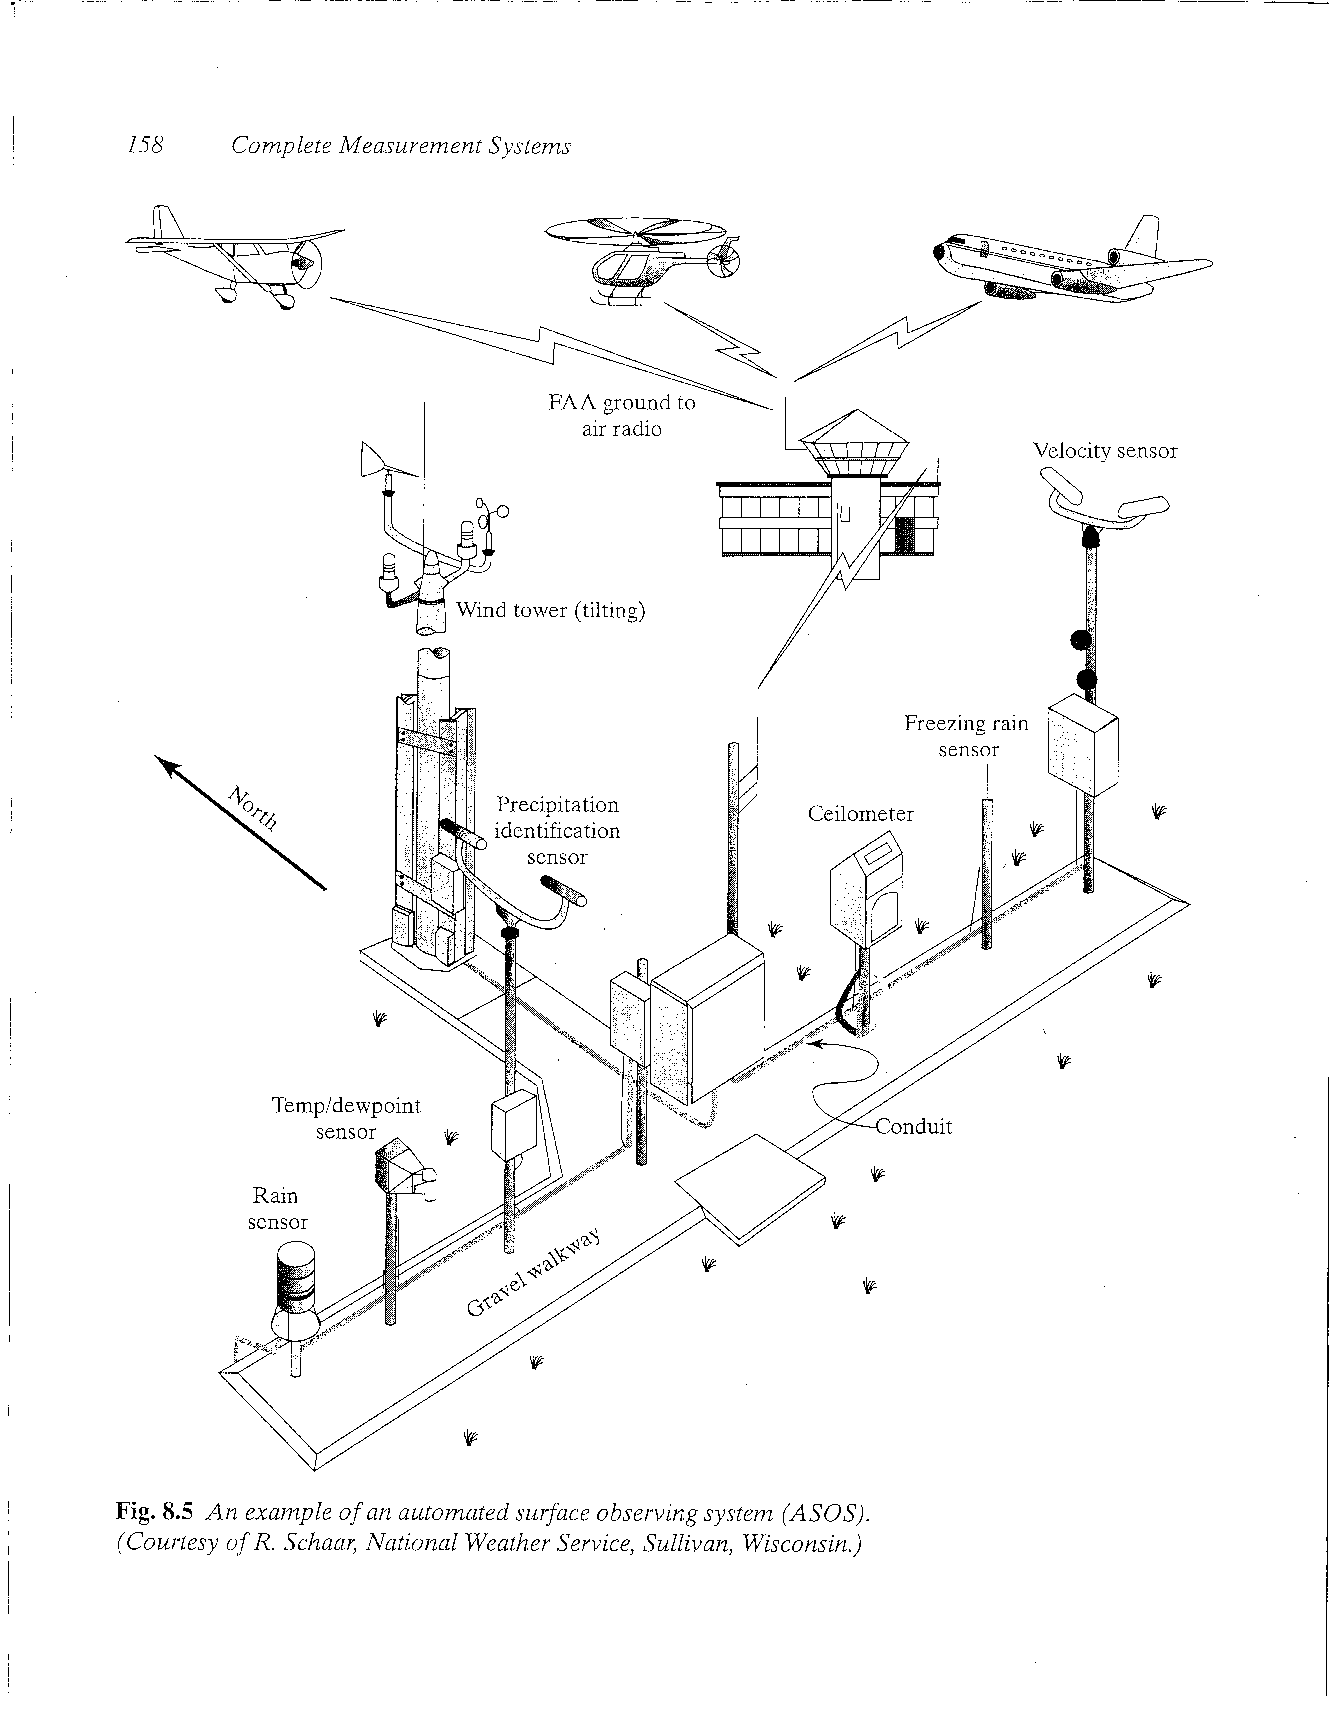 158 Complete Measurement Systems
FAA ground to
air radio
Velocity sensor
Wind tower (tilting)
Freezing rain
sensor
North
Precipitation
identification
sensor
Ceilometer
Temp/dewpoint
sensor
Conduit
Rain
sensor
Gravel walkway
Fig. 8.5 An example of an automated surface observing system (ASOS).
(Courtesy of R. Schaar, National Weather Service, Sullivan, Wisconsin.)